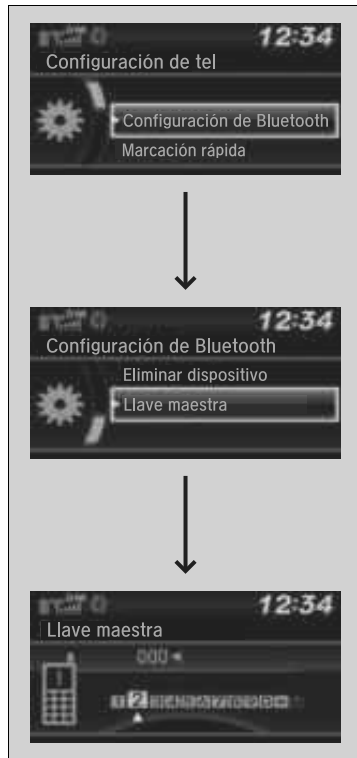 12:34
Configuración de tel
Configuración de Bluetooth
Marcación rápida
12:34
Configuración de Bluetooth
Eliminar dispositivo
Llave maestra
12:34
Llave maestra
000
2